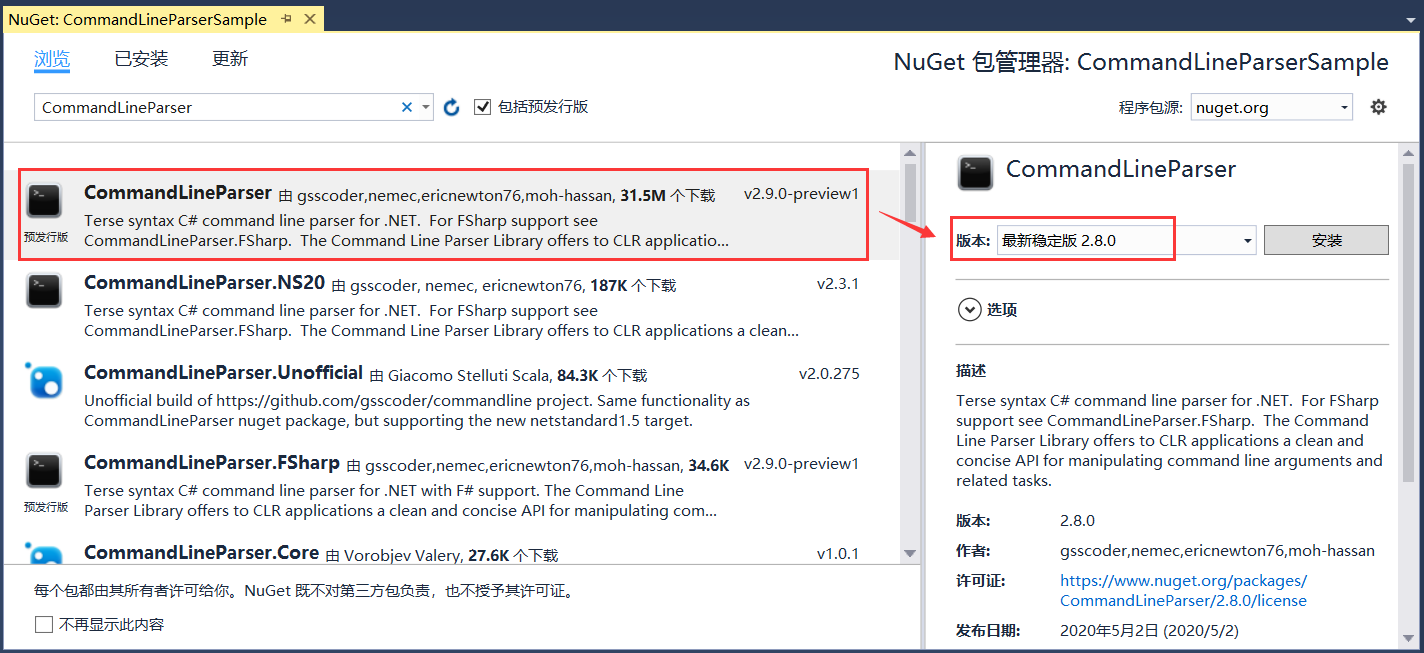 NuGet: CommandLineParserSample
浏览 已安装 更新
NuGet 包管理器: CommandLineParserSample
CommandLineParser
包括预发行版
程序包源: nuget.org
CommandLineParser 由 gsscoder,nemec,ericnewton76,moh-hassan, 31.5M 个下载 v2.9.0-preview1
Terse syntax C# command line parser for .NET. For FSharp support see
预发行版
CommandLineParser.FSharp. The Command Line Parser Library offers to CLR applicatio...
CommandLineParser.NS20 由 gsscoder, nemec, ericnewton76, 187K 个下载 v2.3.1
Terse syntax C# command line parser for .NET. For FSharp support see
CommandLineParser.FSharp. The Command Line Parser Library offers to CLR applications a clean...
CommandLineParser.Unofficial 由 Giacomo Stelluti Scala, 84.3K 个下载 v2.0.275
Unofficial build of https://github.com/gsscoder/commandline project. Same functionality as
CommandLineParser nuget package, but supporting the new netstandard1.5 target.
CommandLineParser.FSharp 由 gsscoder,nemec,ericnewton76,moh-hassan, 34.6K v2.9.0-preview1
Terse syntax C# command line parser for .NET with F# support. The Command Line
预发行版
Parser Library offers to CLR applications a clean and concise API for manipulating com...
CommandLineParser.Core 由 Vorobjev Valery, 27.6K 个下载 v1.0.1
每个包都由其所有者许可给你。NuGet 既不对第三方包负责，也不授予其许可证。
不再显示此内容
CommandLineParser
版本: 最新稳定版 2.8.0 安装
选项
描述
Terse syntax C# command line parser for .NET. For FSharp
support see CommandLineParser.FSharp. The Command
Line Parser Library offers to CLR applications a clean and
concise API for manipulating command line arguments and
related tasks.
版本: 2.8.0
作者: gsscoder,nemec,ericnewton76,moh-hassan
许可证: https://www.nuget.org/packages/
CommandLineParser/2.8.0/license
发布日期: 2020年5月2日 (2020/5/2)